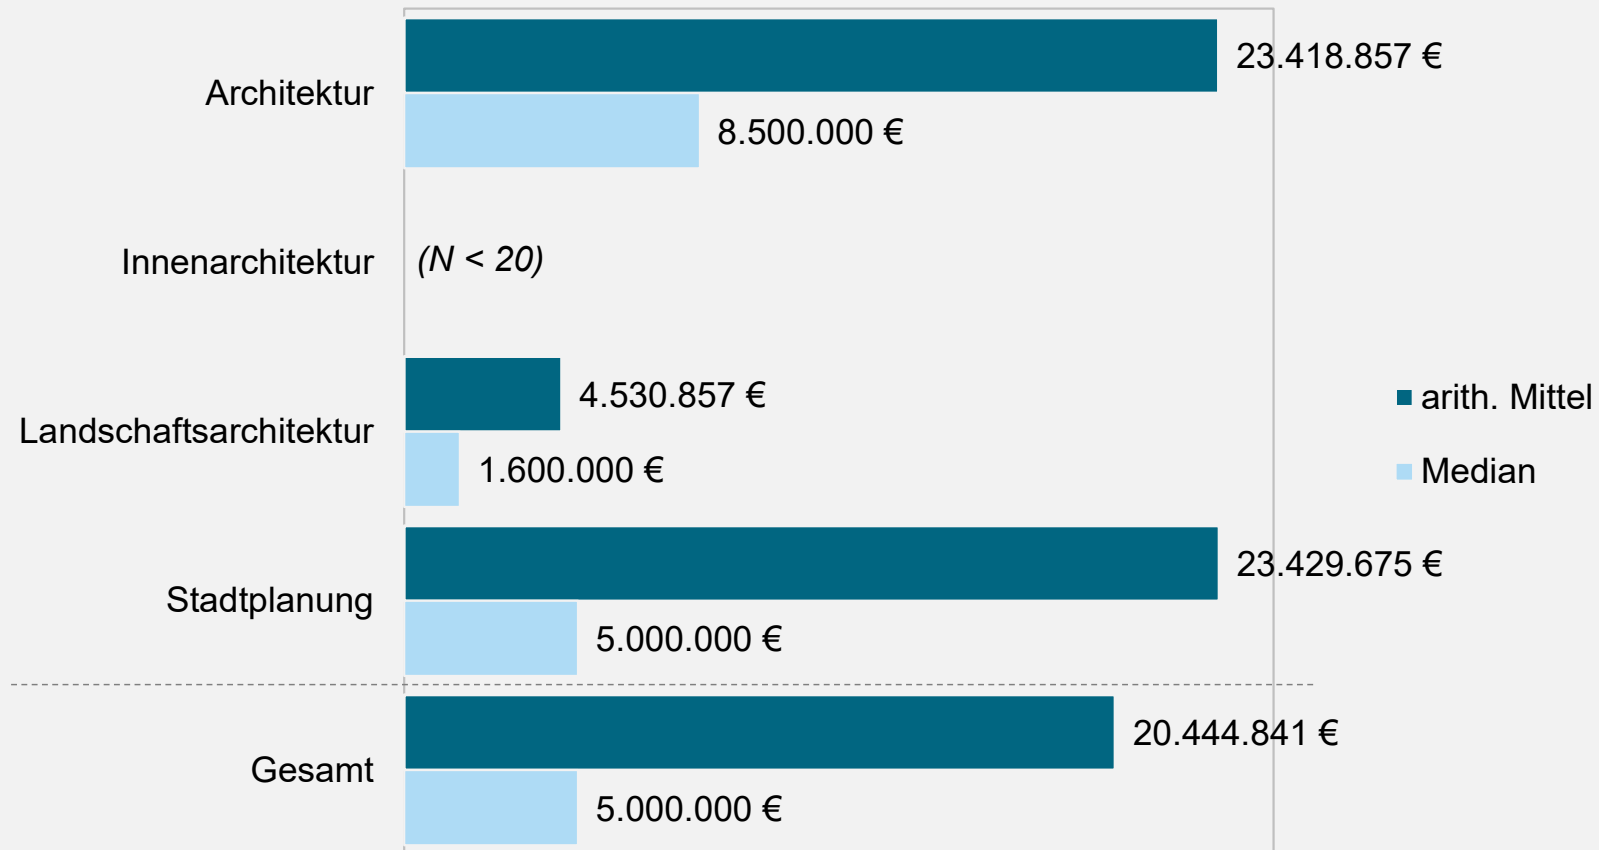 Architektur
23.418.857 €
8.500.000 €
Innenarchitektur
(N < 20)
Landschaftsarchitektur
4.530.857 €
1.600.000 €
Stadtplanung
23.429.675 €
5.000.000 €
Gesamt
20.444.841 €
5.000.000 €
arith. Mittel
Median